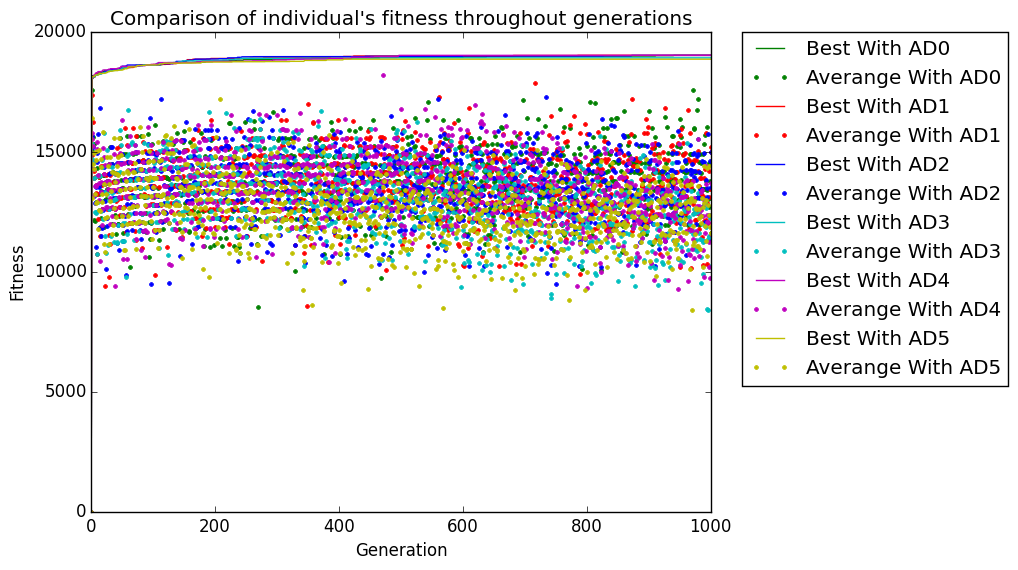 Comparison of individual's fitness throughout generations
20000
15000
10000
5000
0
Fitness
0 200 400 600 800 1000
Generation
Best With AD0
Averange With AD0
Best With AD1
Averange With AD1
Best With AD2
Averange With AD2
Best With AD3
Averange With AD3
Best With AD4
Averange With AD4
Best With AD5
Averange With AD5